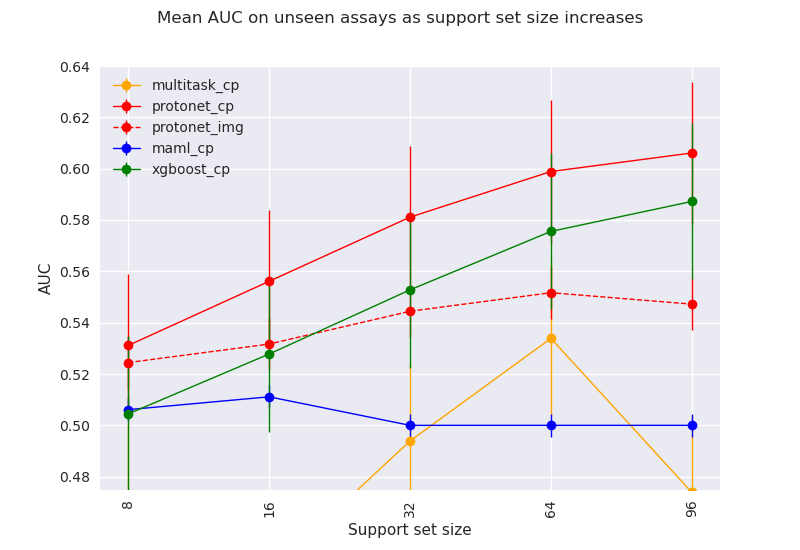 Mean AUC on unseen assays as support set size increases
0.64
0.62
0.60
0.58
0.56
0.54
0.52
0.50
0.48
AUC
multitask_cp
protonet_cp
protonet_img
maml_cp
xgboost_cp
8
16
32
64
96
Support set size